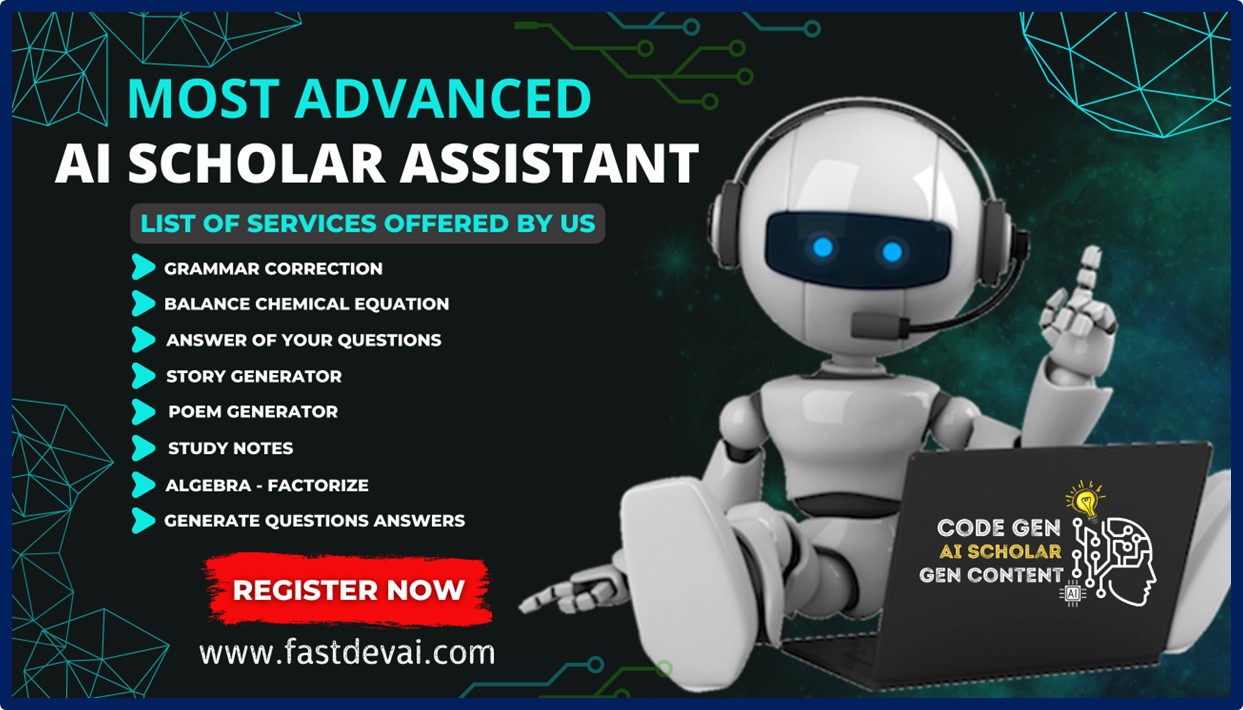 MOST ADVANCED
AI SCHOLAR ASSISTANT
LIST OF SERVICES OFFERED BY US
GRAMMAR CORRECTION
BALANCE CHEMICAL EQUATION
ANSWER OF YOUR QUESTIONS
STORY GENERATOR
POEM GENERATOR
STUDY NOTES
ALGEBRA - FACTORIZE
GENERATE QUESTIONS ANSWERS
REGISTER NOW
www.fastdevai.com
CODE GEN
AI SCHOLAR
GEN CONTENT
AI